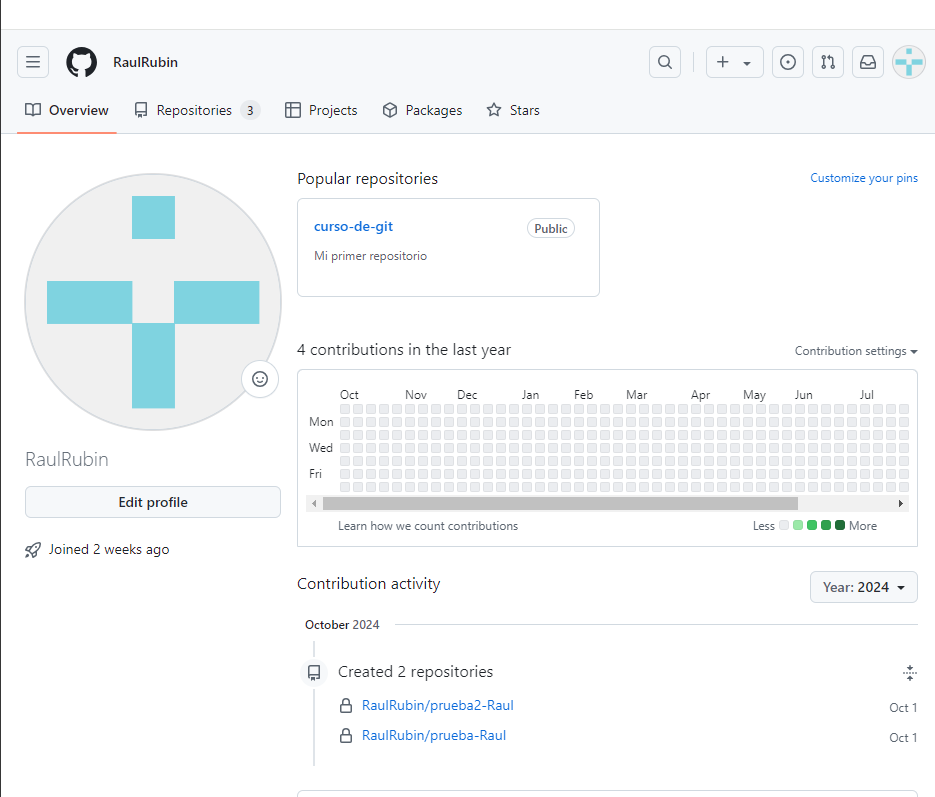 RaulRubin
Overview Repositories 3 Projects Packages Stars
Popular repositories
Customize your pins
curso-de-git Public
Mi primer repositorio
4 contributions in the last year
Contribution settings
Oct Nov Dec Jan Feb Mar Apr May Jun Jul
Mon
Wed
Fri
Learn how we count contributions
Less More
RaulRubin
Edit profile
Joined 2 weeks ago
Contribution activity
Year: 2024
October 2024
Created 2 repositories
RaulRubin/prueba2-Raul Oct 1
RaulRubin/prueba-Raul Oct 1